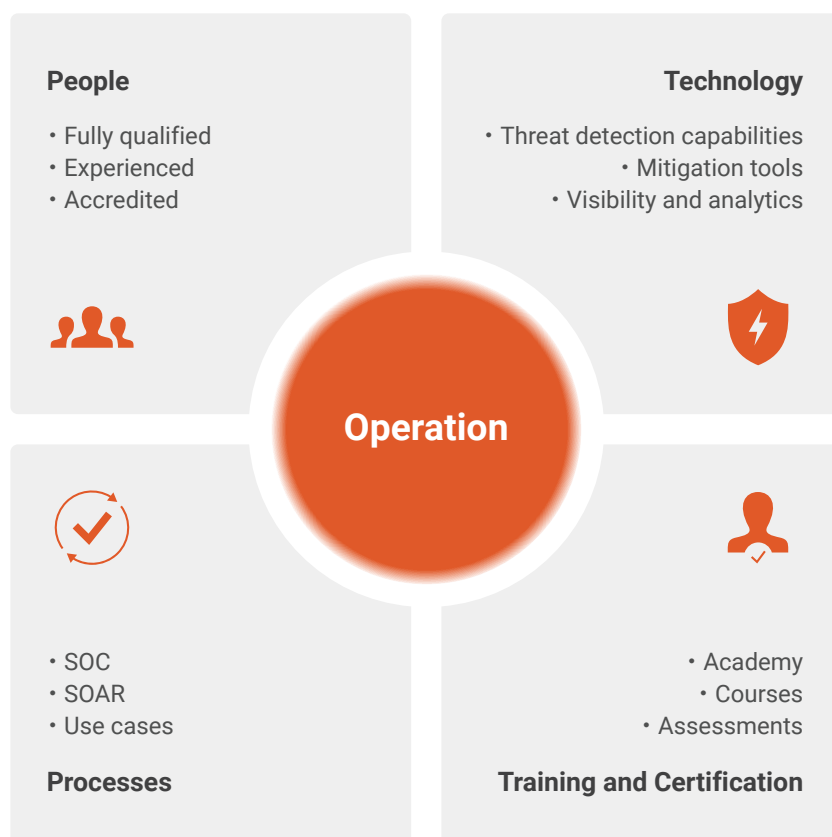 People
• Fully qualified
• Experienced
• Accredited
Technology
• Threat detection capabilities
• Mitigation tools
• Visibility and analytics
Operation
• SOC
• SOAR
• Use cases
Processes
• Academy
• Courses
• Assessments
Training and Certification